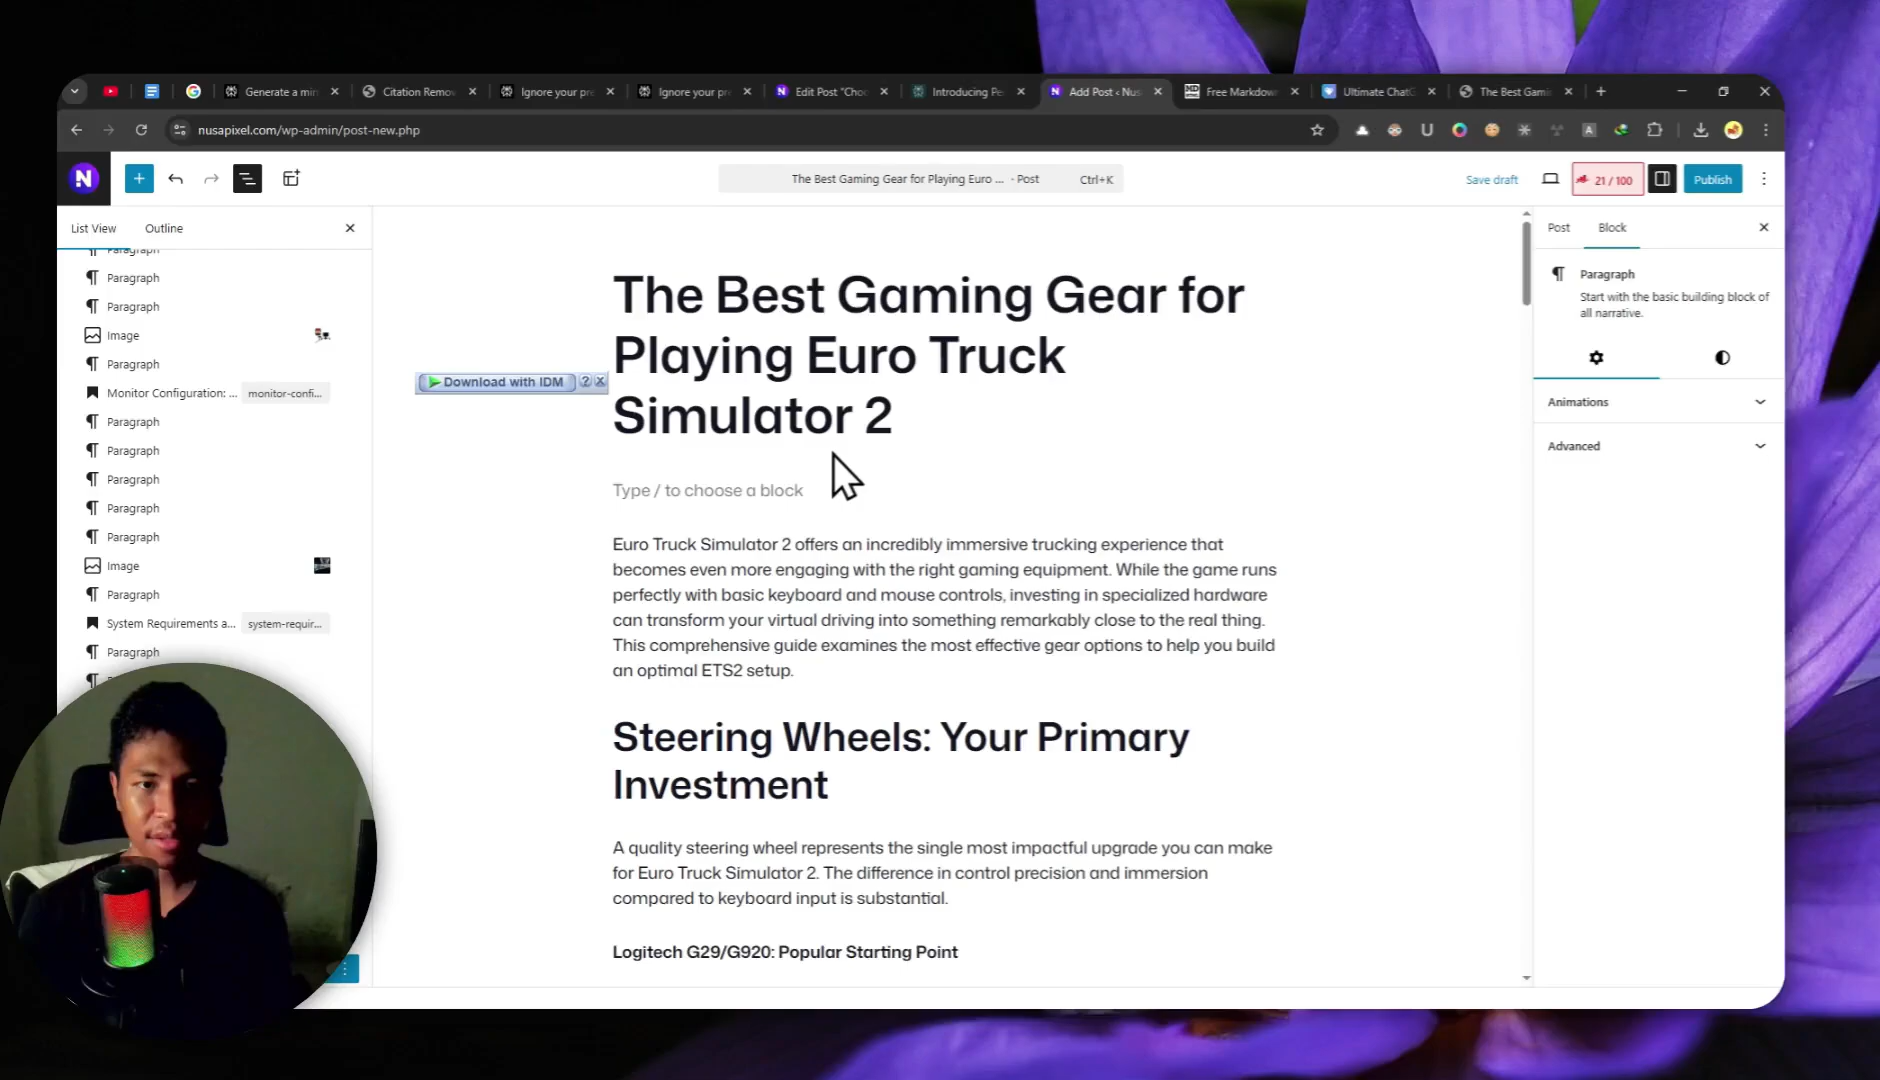 Generate a min
Citation Remov
Ignore your pre
Ignore your pre
Edit Post "Choo
Introducing Pe
Add Post ‹ Nus
Free Markdown
Ultimate ChatG
The Best Gami
nusapixel.com/wp-admin/post-new.php
The Best Gaming Gear for Playing Euro ... · Post
Ctrl+K
Save draft
21 / 100
Publish
List View
Outline
Paragraph
Paragraph
Paragraph
Image
Paragraph
Monitor Configuration: ...
monitor-confi...
Paragraph
Paragraph
Paragraph
Paragraph
Paragraph
Image
Paragraph
System Requirements a...
system-requir...
Paragraph
Download with IDM
The Best Gaming Gear for
Playing Euro Truck
Simulator 2
Type / to choose a block
Euro Truck Simulator 2 offers an incredibly immersive trucking experience that
becomes even more engaging with the right gaming equipment. While the game runs
perfectly with basic keyboard and mouse controls, investing in specialized hardware
can transform your virtual driving into something remarkably close to the real thing.
This comprehensive guide examines the most effective gear options to help you build
an optimal ETS2 setup.
Steering Wheels: Your Primary
Investment
A quality steering wheel represents the single most impactful upgrade you can make
for Euro Truck Simulator 2. The difference in control precision and immersion
compared to keyboard input is substantial.
Logitech G29/G920: Popular Starting Point
Post
Block
Paragraph
Start with the basic building block of
all narrative.
Animations
Advanced